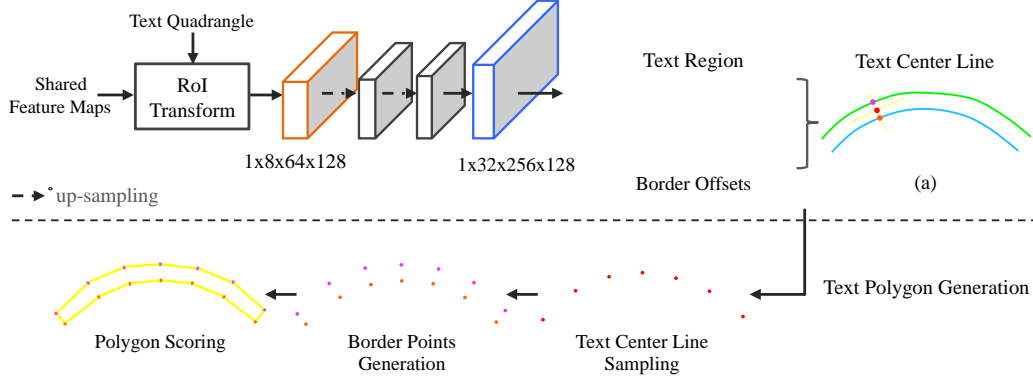 Text Quadrangle
Shared
Feature Maps
RoI
Transform
1x8x64x128
1x32x256x128
up-sampling
Text Region
Border Offsets
Text Center Line
(a)
Text Polygon Generation
Polygon Scoring
Border Points
Generation
Text Center Line
Sampling